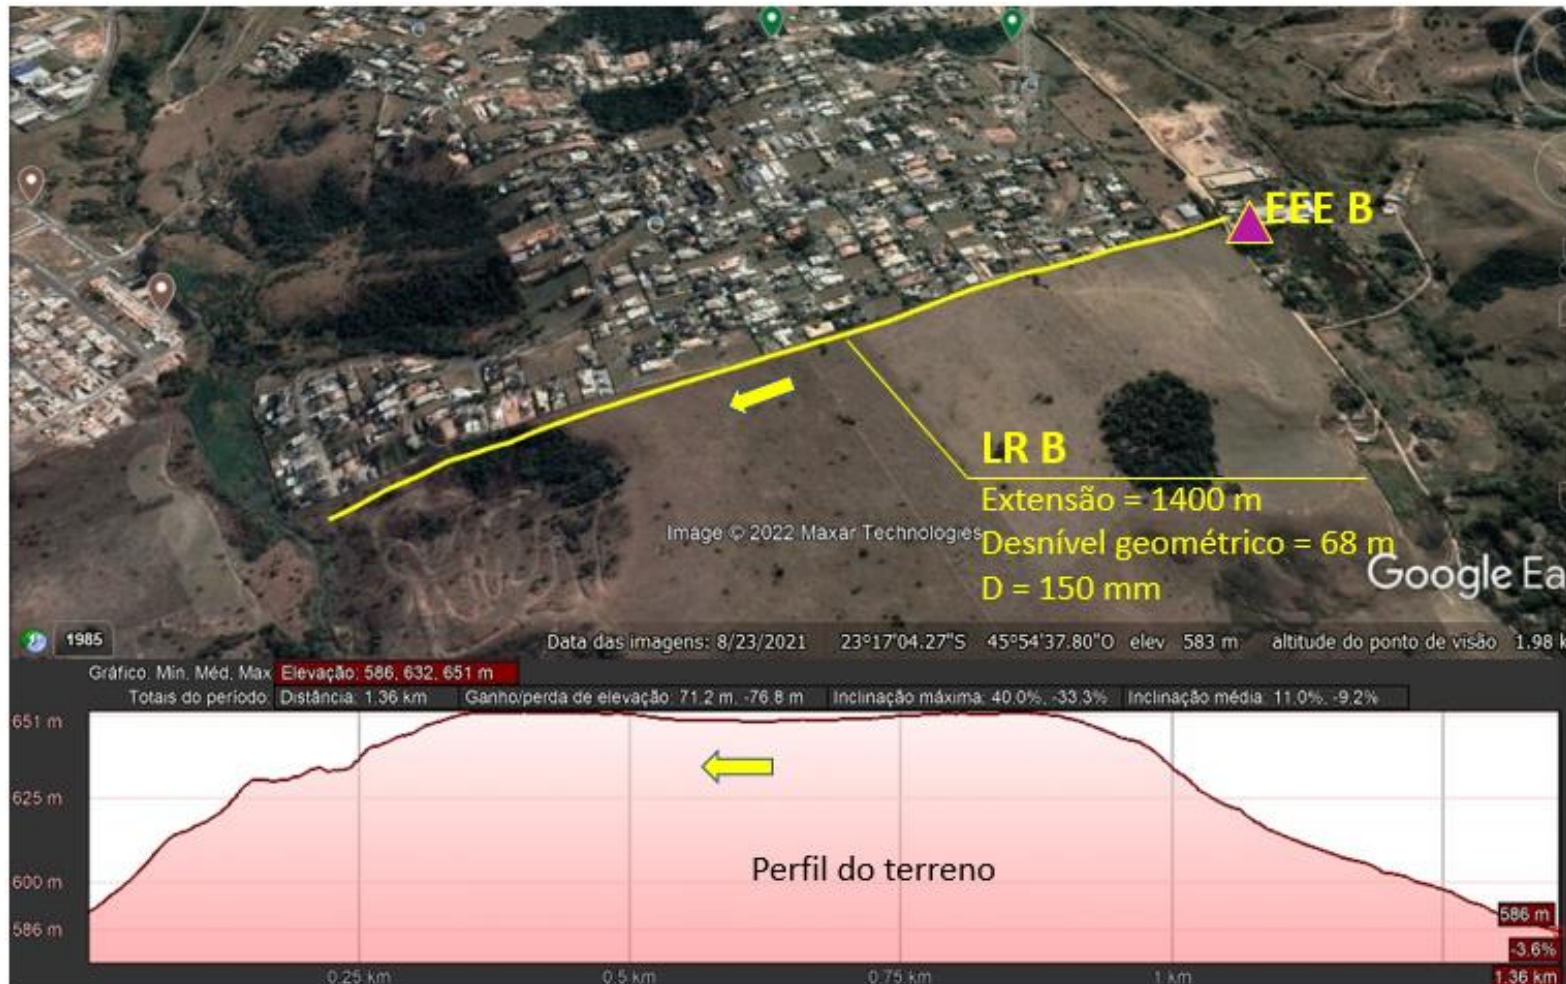 EEE B
LR B
Extensão = 1400 m
Desnível geométrico = 68 m
D = 150 mm
Image © 2022 Maxar Technologies
Google Ea
1985
Data das imagens: 8/23/2021 23°17'04.27"S 45°54'37.80"O elev 583 m altitude do ponto de visão 1.98 k
Gráfico: Min. Méd. Max Elevação: 586, 632, 651 m
Totais do período: Distância: 1.36 km Ganho/perda de elevação: 71.2 m, -76.8 m Inclinação máxima: 40.0%, -33.3% Inclinação média: 11.0%, -9.2%
651 m
625 m
Perfil do terreno
600 m
586 m
586 m
-3.6%
0.25 km 0.5 km 0.75 km 1 km 1.36 km